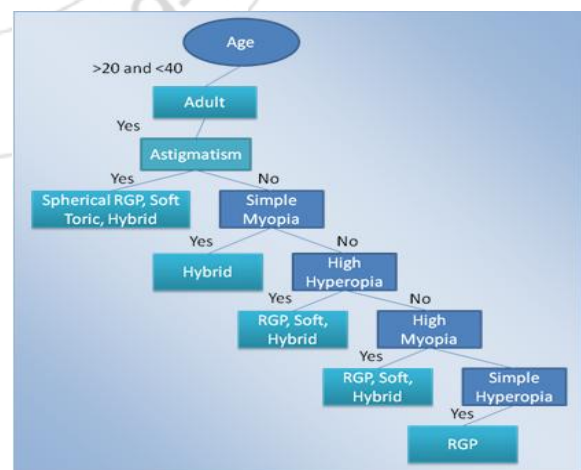 Age
>20 and <40
Adult
Yes
Astigmatism
Yes
No
Spherical RGP, Soft
Toric, Hybrid
Simple
Myopia
Yes
No
Hybrid
High
Hyperopia
Yes
No
RGP, Soft,
Hybrid
High
Myopia
Yes
RGP, Soft,
Hybrid
Simple
Hyperopia
Yes
RGP